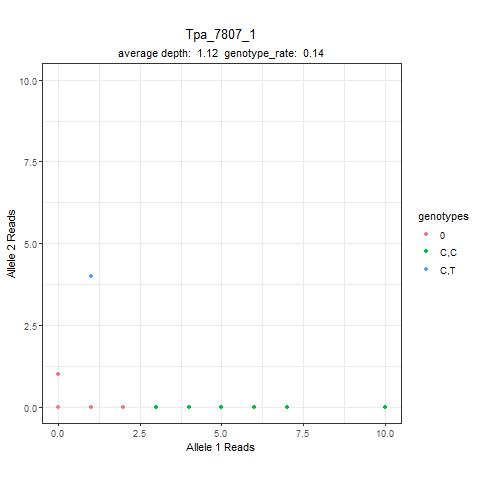 Tpa_7807_1
average depth: 1.12 genotype_rate: 0.14
10.0
7.5
5.0
2.5
0.0
Allele 2 Reads
0.0 2.5 5.0 7.5 10.0
Allele 1 Reads
genotypes
0
C,C
C,T